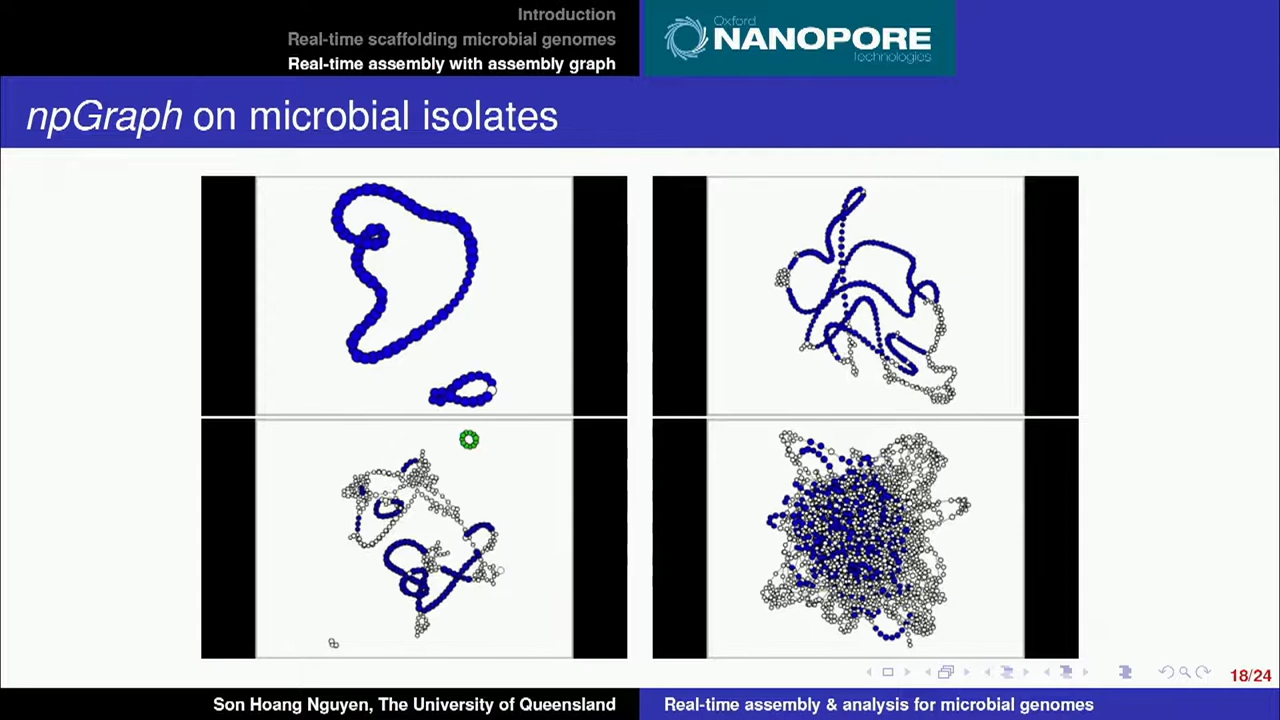 Introduction
Real-time scaffolding microbial genomes
Real-time assembly with assembly graph
Oxford
NANOPORE
Technologies
npGraph on microbial isolates
18/24
Son Hoang Nguyen, The University of Queensland
Real-time assembly & analysis for microbial genomes